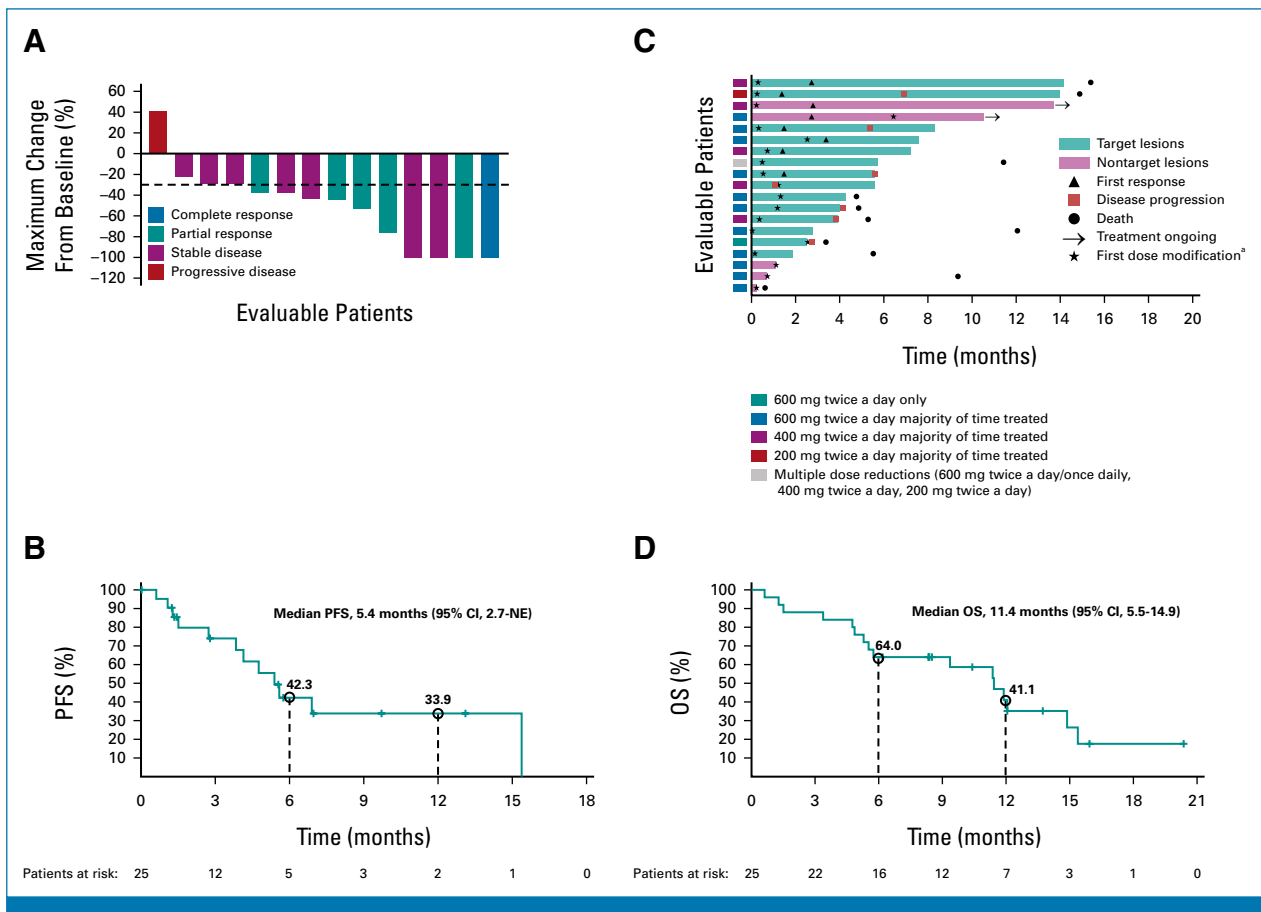 A
Maximum Change
From Baseline (%)
60
40
20
0
–20
–40
–60
–80
–100
–120
Complete response
Partial response
Stable disease
Progressive disease
Evaluable Patients
C
Evaluable Patients
Target lesions
Nontarget lesions
First response
Disease progression
Death
Treatment ongoing
First dose modificationᵃ
0 2 4 6 8 10 12 14 16 18 20
Time (months)
600 mg twice a day only
600 mg twice a day majority of time treated
400 mg twice a day majority of time treated
200 mg twice a day majority of time treated
Multiple dose reductions (600 mg twice a day/once daily,
400 mg twice a day, 200 mg twice a day)
B
PFS (%)
100
90
80
70
60
50
40
30
20
10
Median PFS, 5.4 months (95% CI, 2.7-NE)
42.3
33.9
0 3 6 9 12 15 18
Time (months)
Patients at risk: 25 12 5 3 2 1 0
D
OS (%)
100
90
80
70
60
50
40
30
20
10
Median OS, 11.4 months (95% CI, 5.5-14.9)
64.0
41.1
0 3 6 9 12 15 18 21
Time (months)
Patients at risk: 25 22 16 12 7 3 1 0